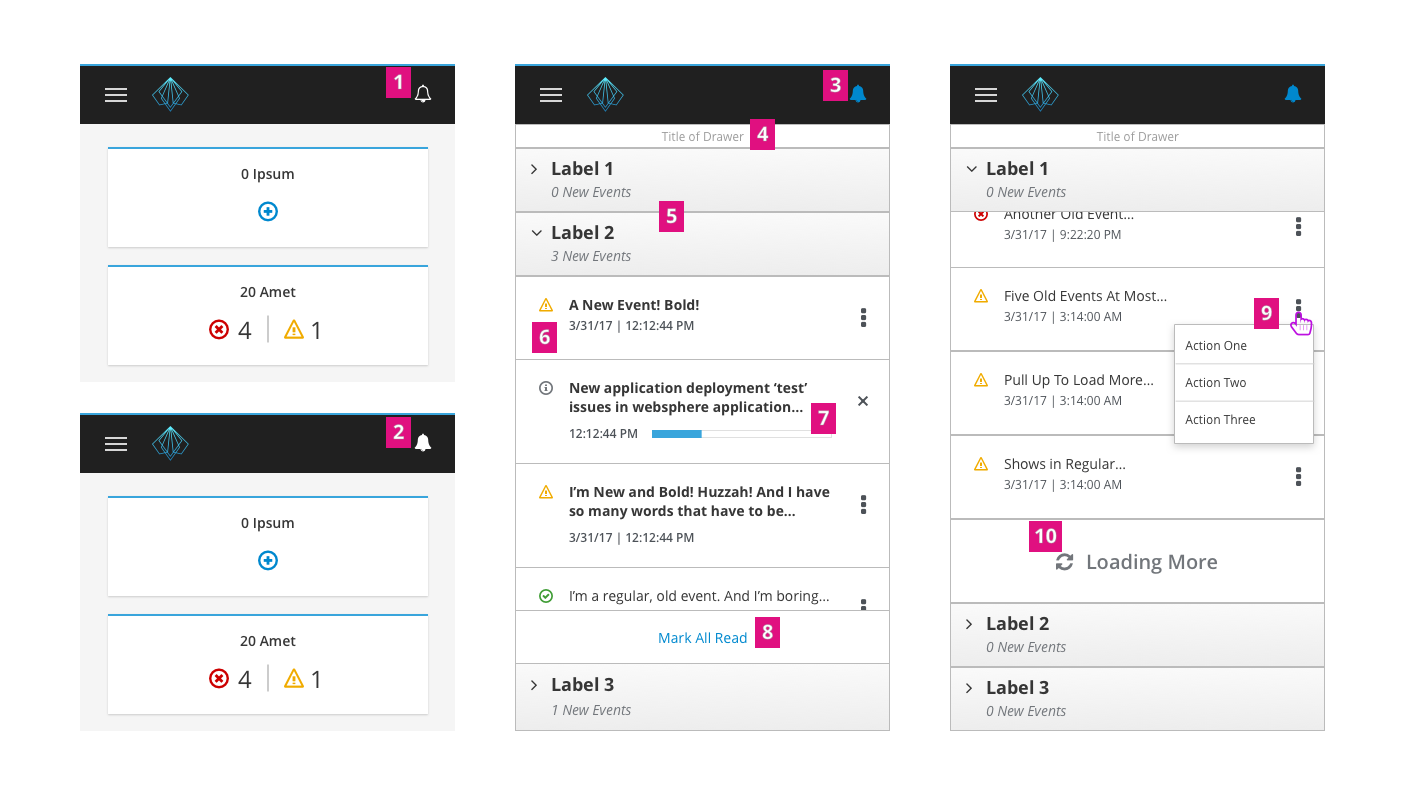 1
0 Ipsum
20 Amet
4 1
2
0 Ipsum
20 Amet
4 1
3
Title of Drawer 4
Label 1
0 New Events
5
Label 2
3 New Events
A New Event! Bold!
3/31/17 | 12:12:44 PM
6
New application deployment ‘test’
issues in websphere application...
7
12:12:44 PM
I’m New and Bold! Huzzah! And I have
so many words that have to be...
3/31/17 | 12:12:44 PM
I’m a regular, old event. And I’m boring...
Mark All Read 8
Label 3
1 New Events
Title of Drawer
Label 1
0 New Events
Another Old Event...
3/31/17 | 9:22:20 PM
Five Old Events At Most...
3/31/17 | 3:14:00 AM
9
Action One
Action Two
Action Three
Pull Up To Load More...
3/31/17 | 3:14:00 AM
Shows in Regular...
3/31/17 | 3:14:00 AM
10
Loading More
Label 2
0 New Events
Label 3
0 New Events